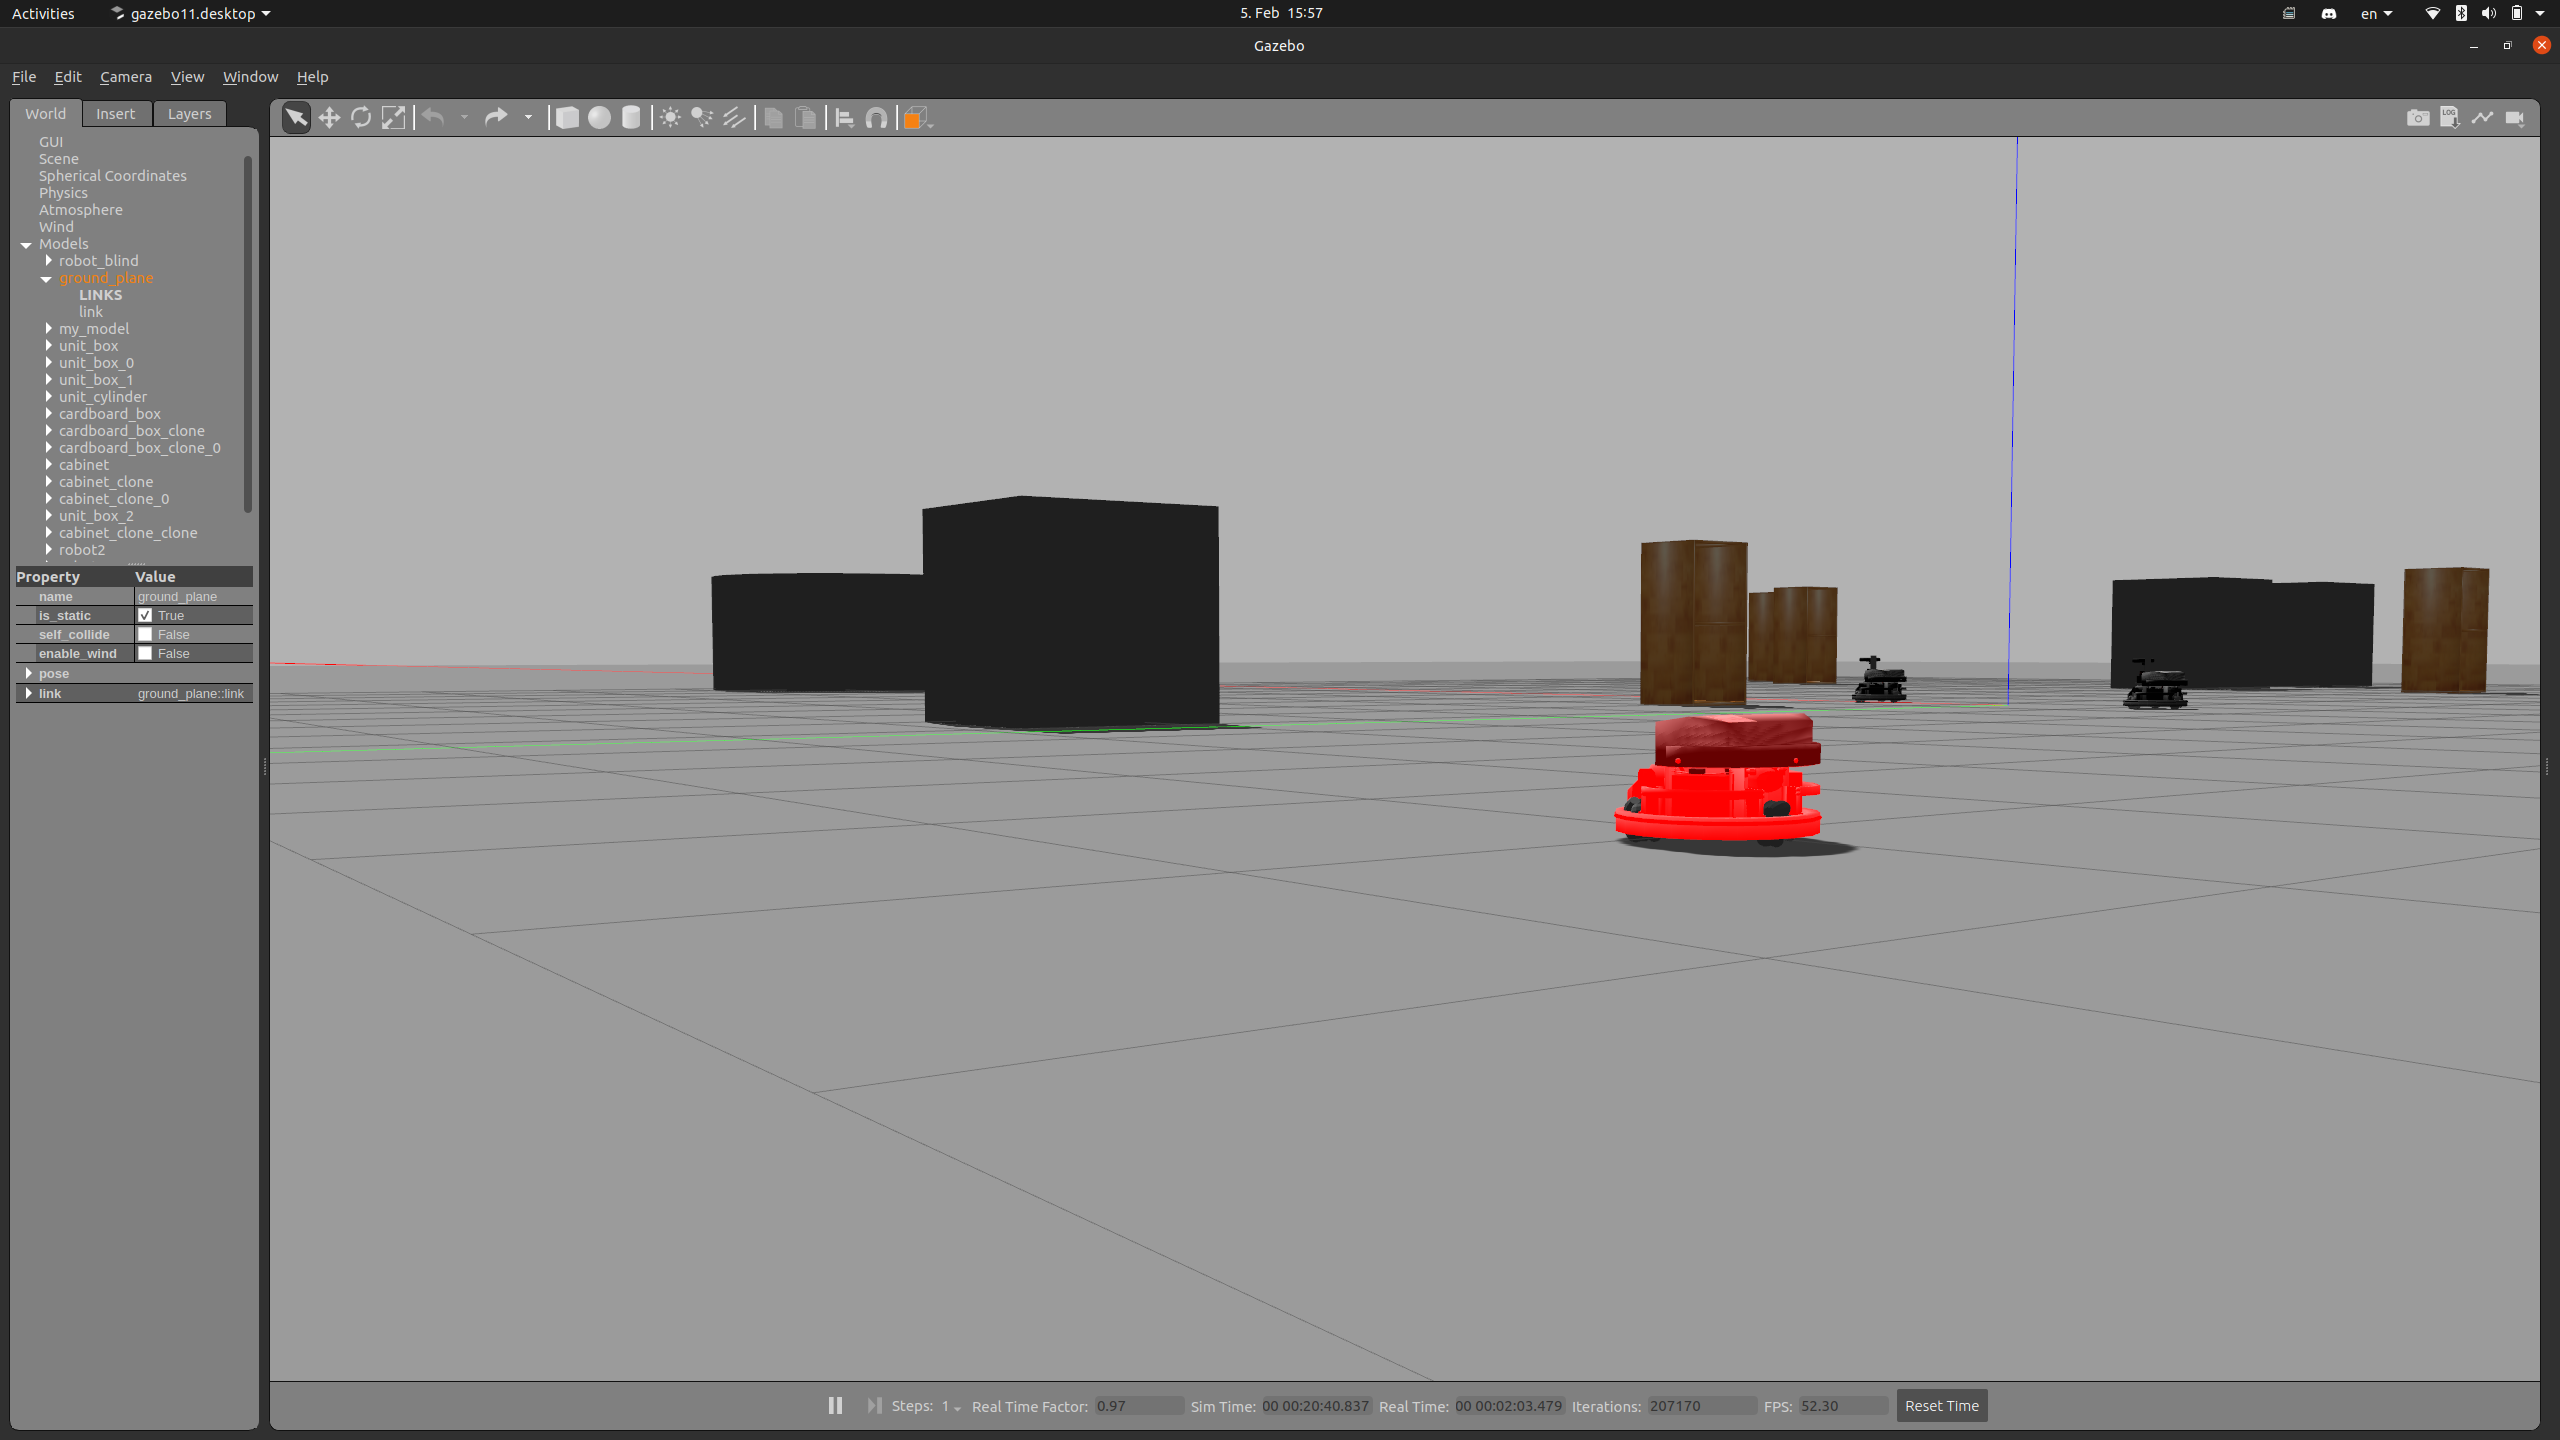 Activities gazebo11.desktop 5. Feb 15:57 en
Gazebo
File Edit Camera View Window Help
World Insert Layers
LOG
GUI
Scene
Spherical Coordinates
Physics
Atmosphere
Wind
Models
robot_blind
ground_plane
LINKS
link
my_model
unit_box
unit_box_0
unit_box_1
unit_cylinder
cardboard_box
cardboard_box_clone
cardboard_box_clone_0
cabinet
cabinet_clone
cabinet_clone_0
unit_box_2
cabinet_clone_clone
robot2
Property Value
name ground_plane
is_static True
self_collide False
enable_wind False
pose
link ground_plane::link
Steps: 1 Real Time Factor: 0.97 Sim Time: 00 00:20:40.837 Real Time: 00 00:02:03.479 Iterations: 207170 FPS: 52.30 Reset Time